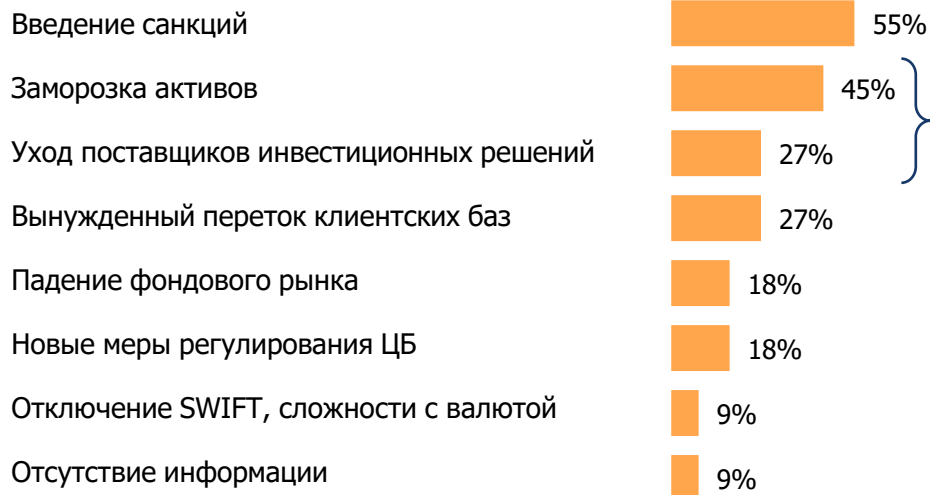 Введение санкций 55%
Заморозка активов 45%
Уход поставщиков инвестиционных решений 27%
Вынужденный переток клиентских баз 27%
Падение фондового рынка 18%
Новые меры регулирования ЦБ 18%
Отключение SWIFT, сложности с валютой 9%
Отсутствие информации 9%